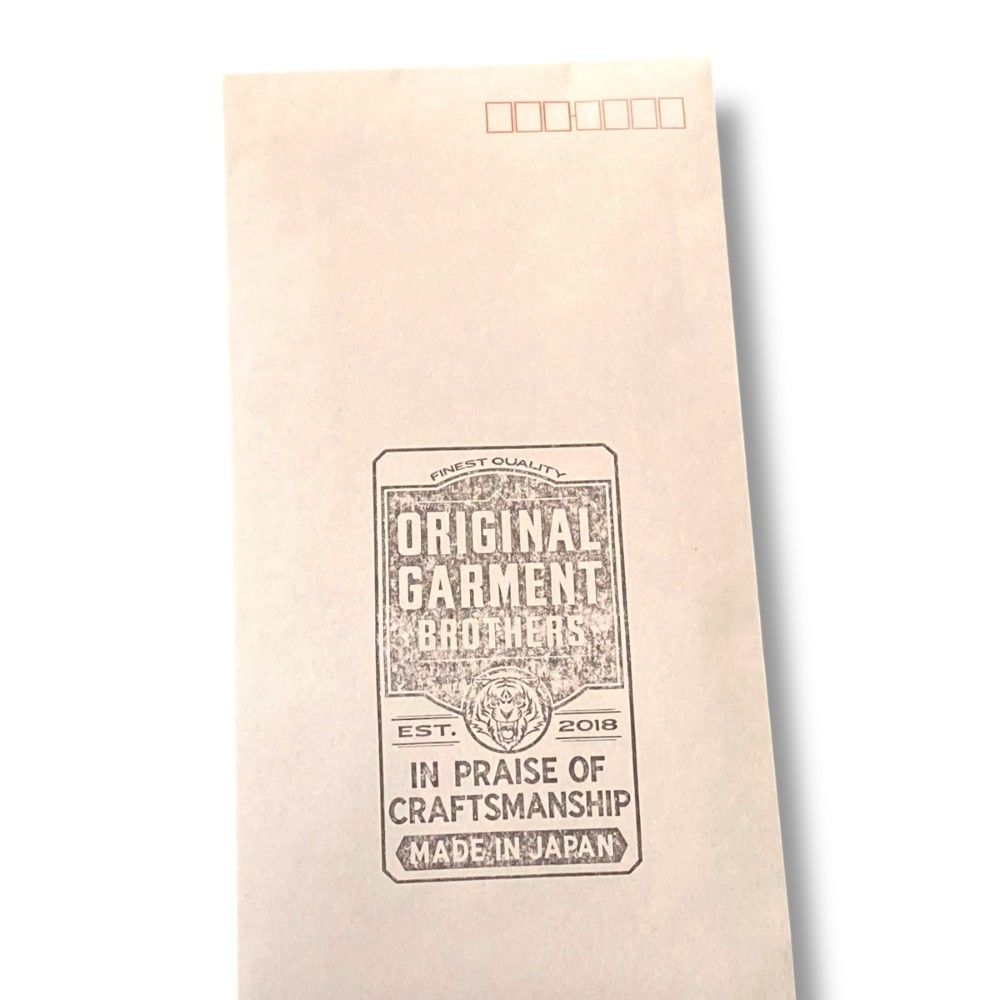 FINEST QUALITY
ORIGINAL
GARMENT
BROTHERS
EST. 2018
IN PRAISE OF
CRAFTSMANSHIP
MADE IN JAPAN